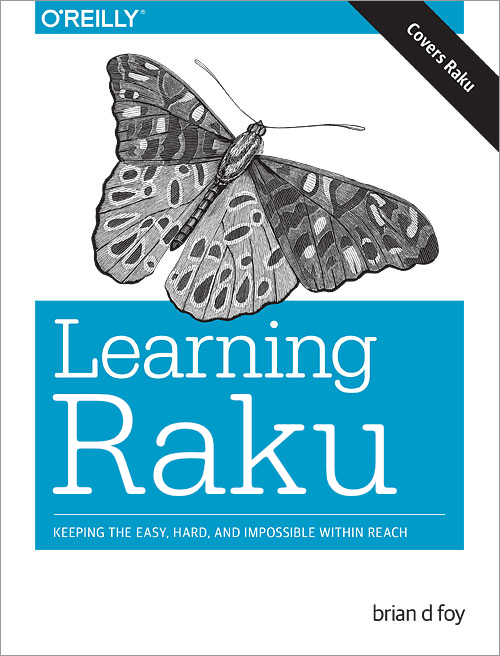 O'REILLY®
Covers Raku
Learning
Raku
KEEPING THE EASY, HARD, AND IMPOSSIBLE WITHIN REACH
brian d foy